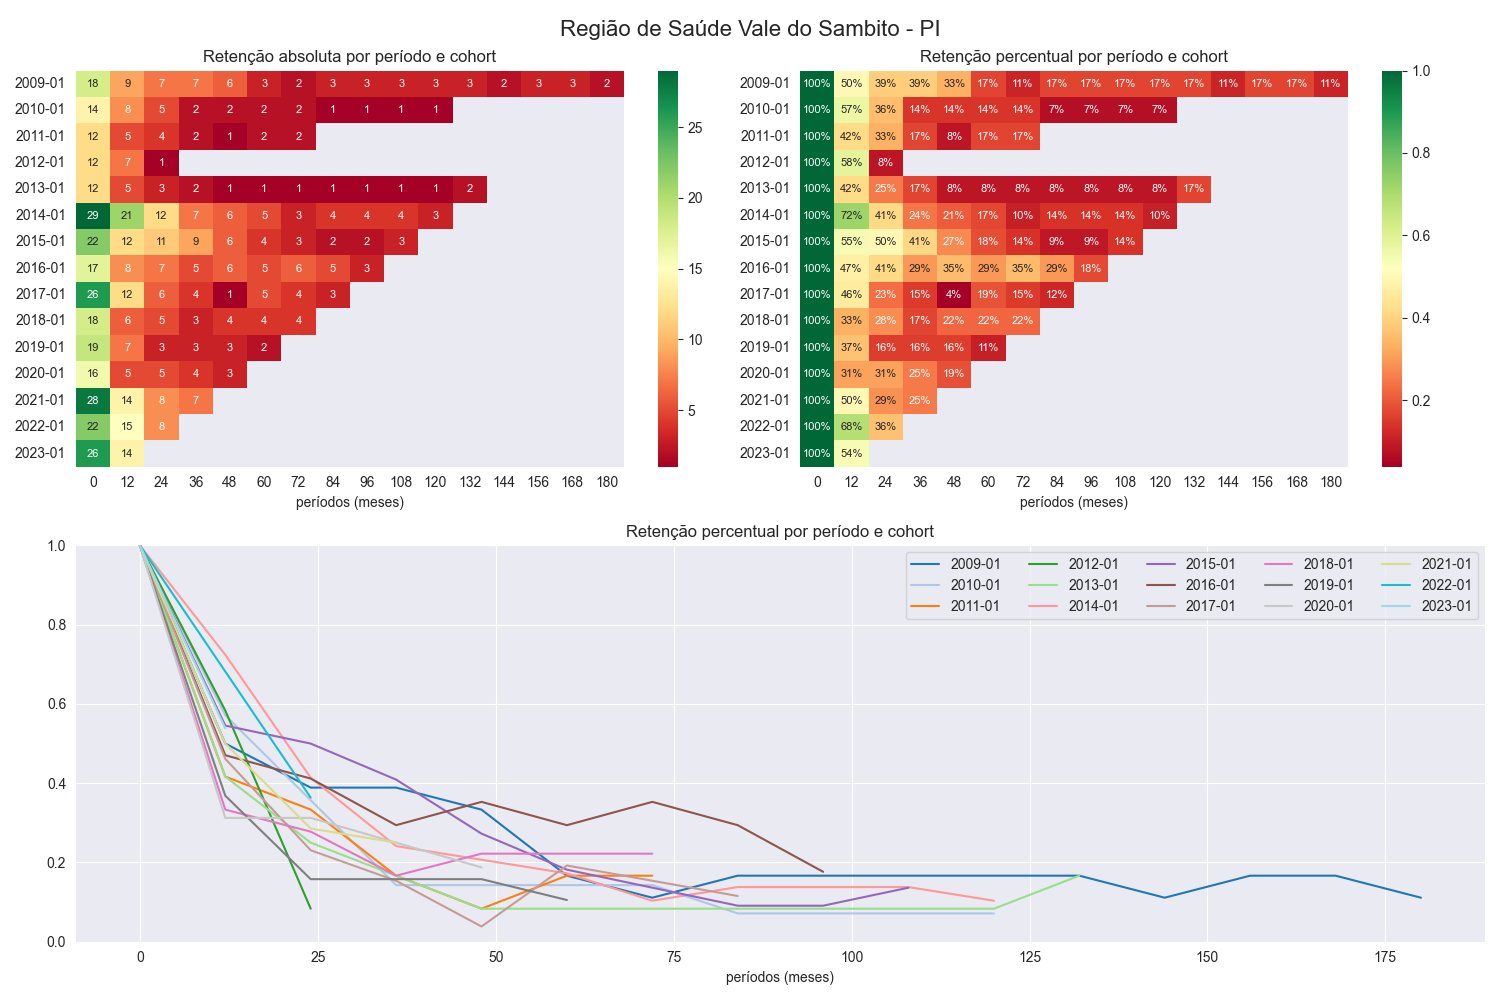 Região de Saúde Vale do Sambito - PI
Retenção absoluta por período e cohort
2009-01 18 9 7 7 6 3 2 3 3 3 3 3 2 3 3 2
2010-01 14 8 5 2 2 2 2 1 1 1 1
2011-01 12 5 4 2 1 2 2
2012-01 12 7 1
2013-01 12 5 3 2 1 1 1 1 1 1 1 2
2014-01 29 21 12 7 6 5 3 4 4 4 3
2015-01 22 12 11 9 6 4 3 2 2 3
2016-01 17 8 7 5 6 5 6 5 3
2017-01 26 12 6 4 1 5 4 3
2018-01 18 6 5 3 4 4 4
2019-01 19 7 3 3 3 2
2020-01 16 5 5 4 3
2021-01 28 14 8 7
2022-01 22 15 8
2023-01 26 14
0 12 24 36 48 60 72 84 96 108 120 132 144 156 168 180
períodos (meses)
25
20
15
10
5
Retenção percentual por período e cohort
2009-01 100% 50% 39% 39% 33% 17% 11% 17% 17% 17% 17% 17% 11% 17% 17% 11%
2010-01 100% 57% 36% 14% 14% 14% 14% 7% 7% 7% 7%
2011-01 100% 42% 33% 17% 8% 17% 17%
2012-01 100% 58% 8%
2013-01 100% 42% 25% 17% 8% 8% 8% 8% 8% 8% 8% 17%
2014-01 100% 72% 41% 24% 21% 17% 10% 14% 14% 14% 10%
2015-01 100% 55% 50% 41% 27% 18% 14% 9% 9% 14%
2016-01 100% 47% 41% 29% 35% 29% 35% 29% 18%
2017-01 100% 46% 23% 15% 4% 19% 15% 12%
2018-01 100% 33% 28% 17% 22% 22% 22%
2019-01 100% 37% 16% 16% 16% 11%
2020-01 100% 31% 31% 25% 19%
2021-01 100% 50% 29% 25%
2022-01 100% 68% 36%
2023-01 100% 54%
0 12 24 36 48 60 72 84 96 108 120 132 144 156 168 180
períodos (meses)
1.0
0.8
0.6
0.4
0.2
Retenção percentual por período e cohort
1.0
0.8
0.6
0.4
0.2
0.0
2009-01 2012-01 2015-01 2018-01 2021-01
2010-01 2013-01 2016-01 2019-01 2022-01
2011-01 2014-01 2017-01 2020-01 2023-01
0 25 50 75 100 125 150 175
períodos (meses)